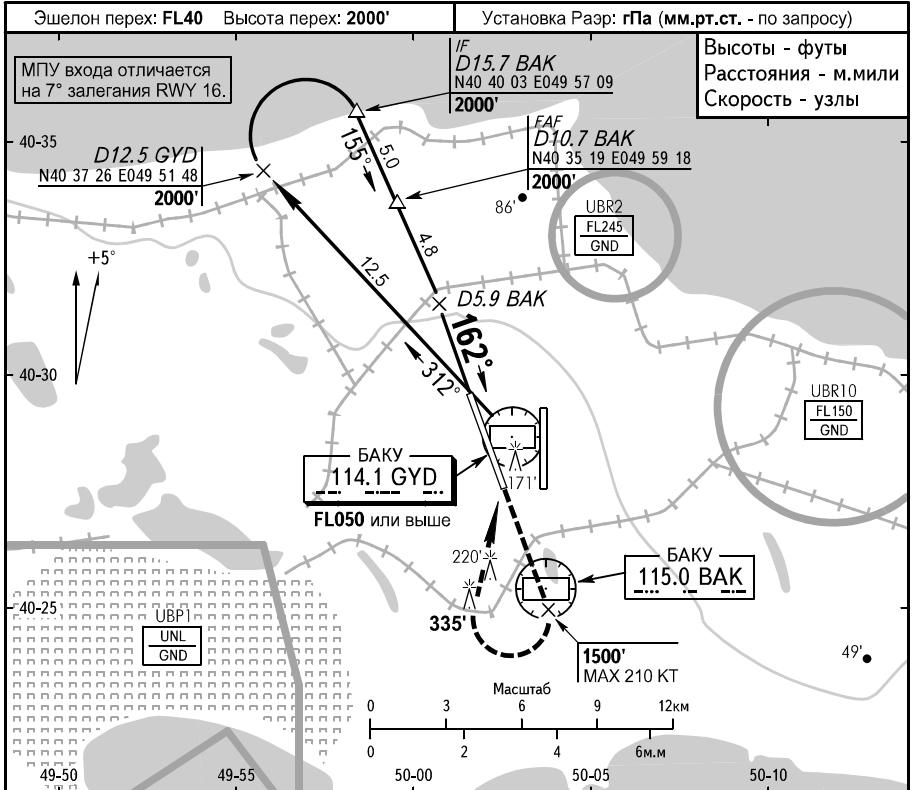 Эшелон перех: FL40 Высота перех: 2000'
Установка Раэр: гПа (мм.рт.ст. - по запросу)
МПУ входа отличается
на 7° залегания RWY 16.
IF
D15.7 BAK
N40 40 03 E049 57 09
2000'
Высоты - футы
Расстояния - м.мили
Скорость - узлы
40-35
D12.5 GYD
N40 37 26 E049 51 48
2000'
155°
5.0
FAF
D10.7 BAK
N40 35 19 E049 59 18
2000'
86'
UBR2
FL245
GND
+5°
12.5
4.8
D5.9 BAK
162°
312°
40-30
UBR10
FL150
GND
БАКУ
114.1 GYD
FL050 или выше
171'
220'
335'
БАКУ
115.0 BAK
40-25
UBP1
UNL
GND
1500'
MAX 210 KT
49'
Масштаб
0 3 6 9 12км
0 2 4 6м.м
49-50 49-55 50-00 50-05 50-10